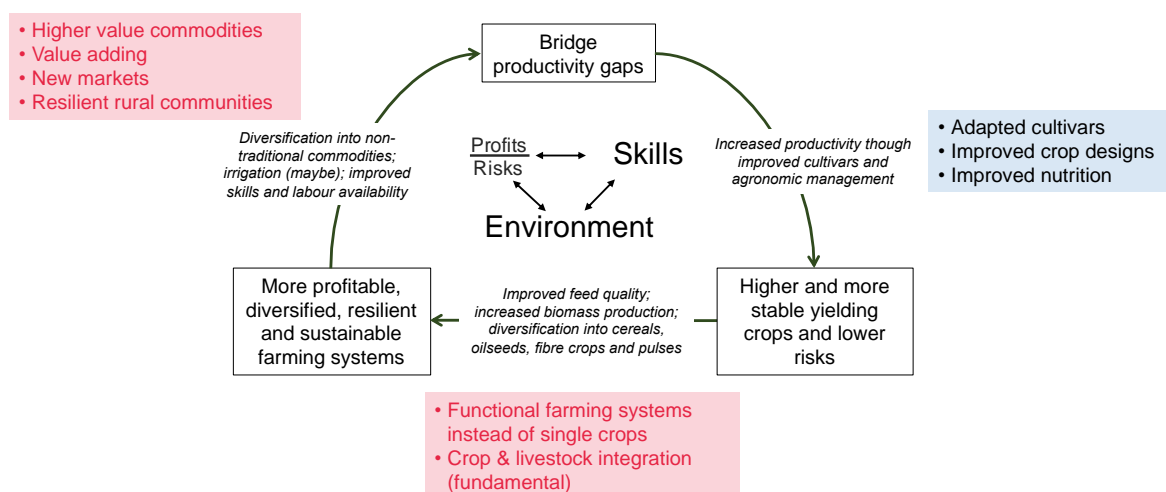 • Higher value commodities
• Value adding
• New markets
• Resilient rural communities
Bridge
productivity gaps
Diversification into non-
traditional commodities;
irrigation (maybe); improved
skills and labour availability
Profits
Risks
Skills
Environment
Increased productivity though
improved cultivars and
agronomic management
• Adapted cultivars
• Improved crop designs
• Improved nutrition
More profitable,
diversified, resilient
and sustainable
farming systems
Improved feed quality;
increased biomass production;
diversification into cereals,
oilseeds, fibre crops and pulses
Higher and more
stable yielding
crops and lower
risks
• Functional farming systems
instead of single crops
• Crop & livestock integration
(fundamental)